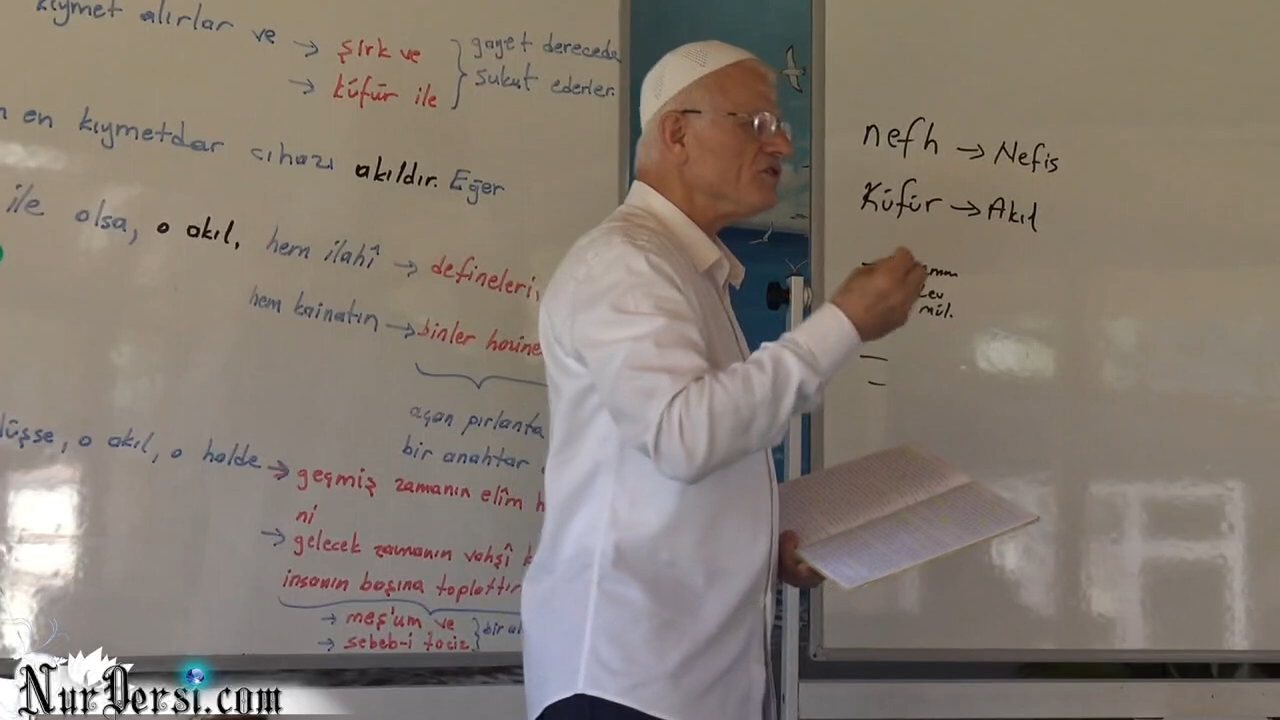 kıymet alırlar ve → şirk ve
→ küfür ile
gayet derecede
sukut ederler.
en kıymetdar cihazı akıldır. Eğer
ile olsa, o akıl, hem ilahî → defineleri,
hem kainatın → binler hazine
açan pırlanta
bir anahtar
o akıl, o halde → geçmiş zamanın elîm
ni
→ gelecek zamanın vahşî
insanın başına toplattır
→ meş'um ve
→ sebeb-i taciz
bir
nefh → Nefis
Küfür → Akıl
NurDersi.com